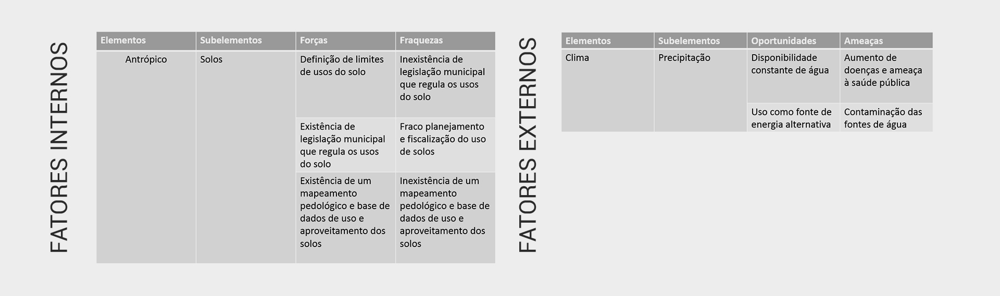 FATORES INTERNOS
Elementos
Subelementos
Forças
Fraquezas
Antrópico
Solos
Definição de limites
de usos do solo
Inexistência de
legislação municipal
que regula os usos
do solo
Existência de
legislação municipal
que regula os usos
do solo
Fraco planejamento
e fiscalização do uso
de solos
Existência de um
mapeamento
pedológico e base de
dados de uso e
aproveitamento dos
solos
Inexistência de um
mapeamento
pedológico e base de
dados de uso e
aproveitamento dos
solos
FATORES EXTERNOS
Elementos
Subelementos
Oportunidades
Ameaças
Clima
Precipitação
Disponibilidade
constante de água
Aumento de
doenças e ameaça
à saúde pública
Uso como fonte de
energia alternativa
Contaminação das
fontes de água